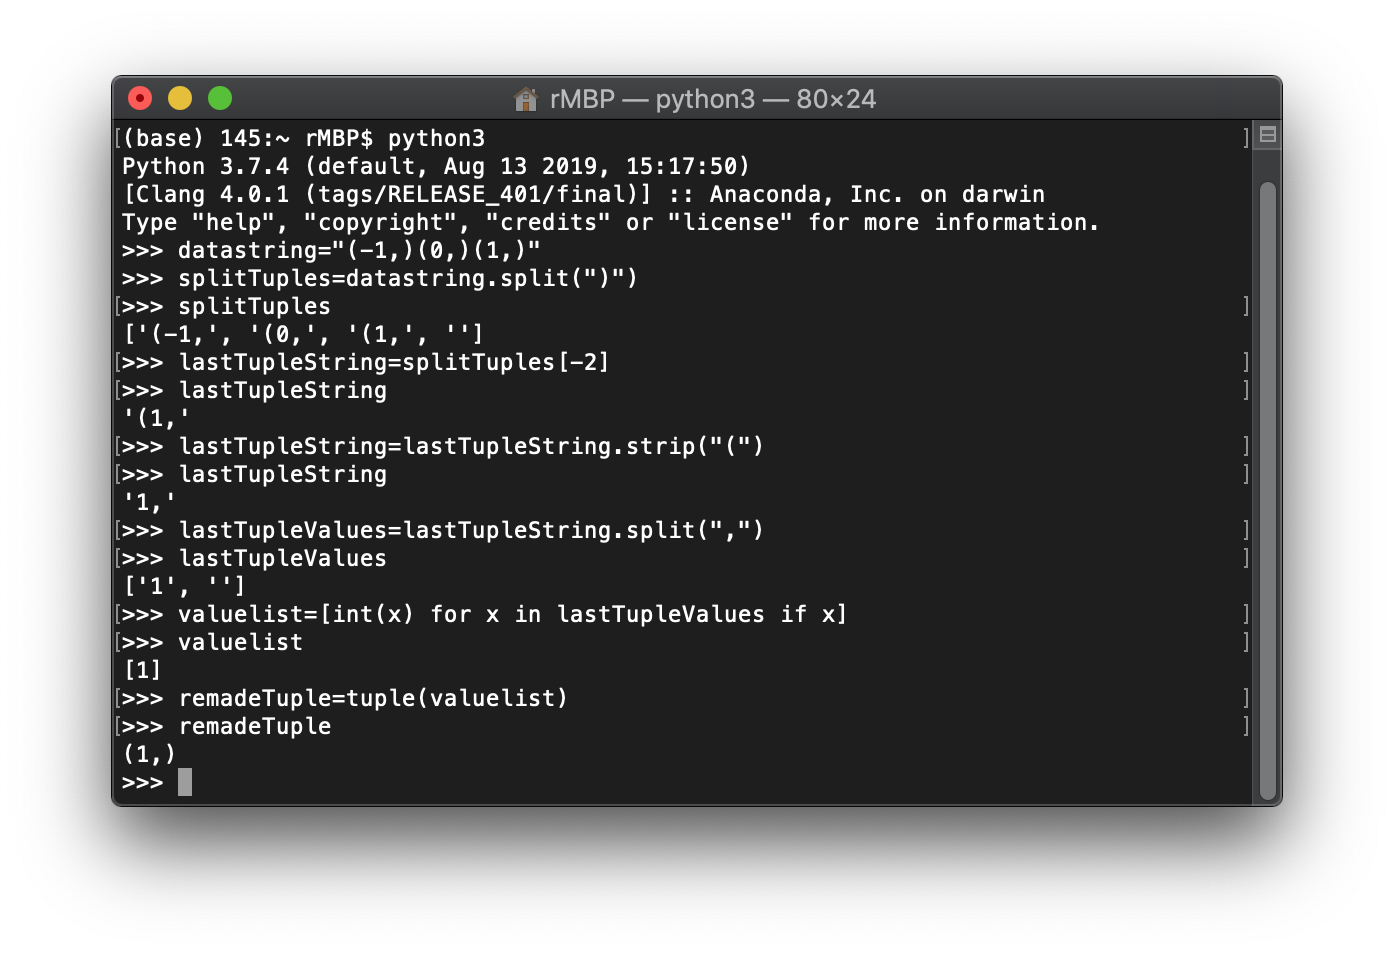 rMBP — python3 — 80×24
[(base) 145:~ rMBP$ python3 ]
Python 3.7.4 (default, Aug 13 2019, 15:17:50)
[Clang 4.0.1 (tags/RELEASE_401/final)] :: Anaconda, Inc. on darwin
Type "help", "copyright", "credits" or "license" for more information.
>>> datastring="(-1,)(0,)(1,)"
>>> splitTuples=datastring.split(")")
[>>> splitTuples ]
['(-1,', '(0,', '(1,', '']
[>>> lastTupleString=splitTuples[-2] ]
[>>> lastTupleString ]
'(1,'
[>>> lastTupleString=lastTupleString.strip("(") ]
[>>> lastTupleString ]
'1,'
[>>> lastTupleValues=lastTupleString.split(",") ]
[>>> lastTupleValues ]
['1', '']
[>>> valuelist=[int(x) for x in lastTupleValues if x] ]
[>>> valuelist ]
[1]
[>>> remadeTuple=tuple(valuelist) ]
[>>> remadeTuple ]
(1,)
>>>